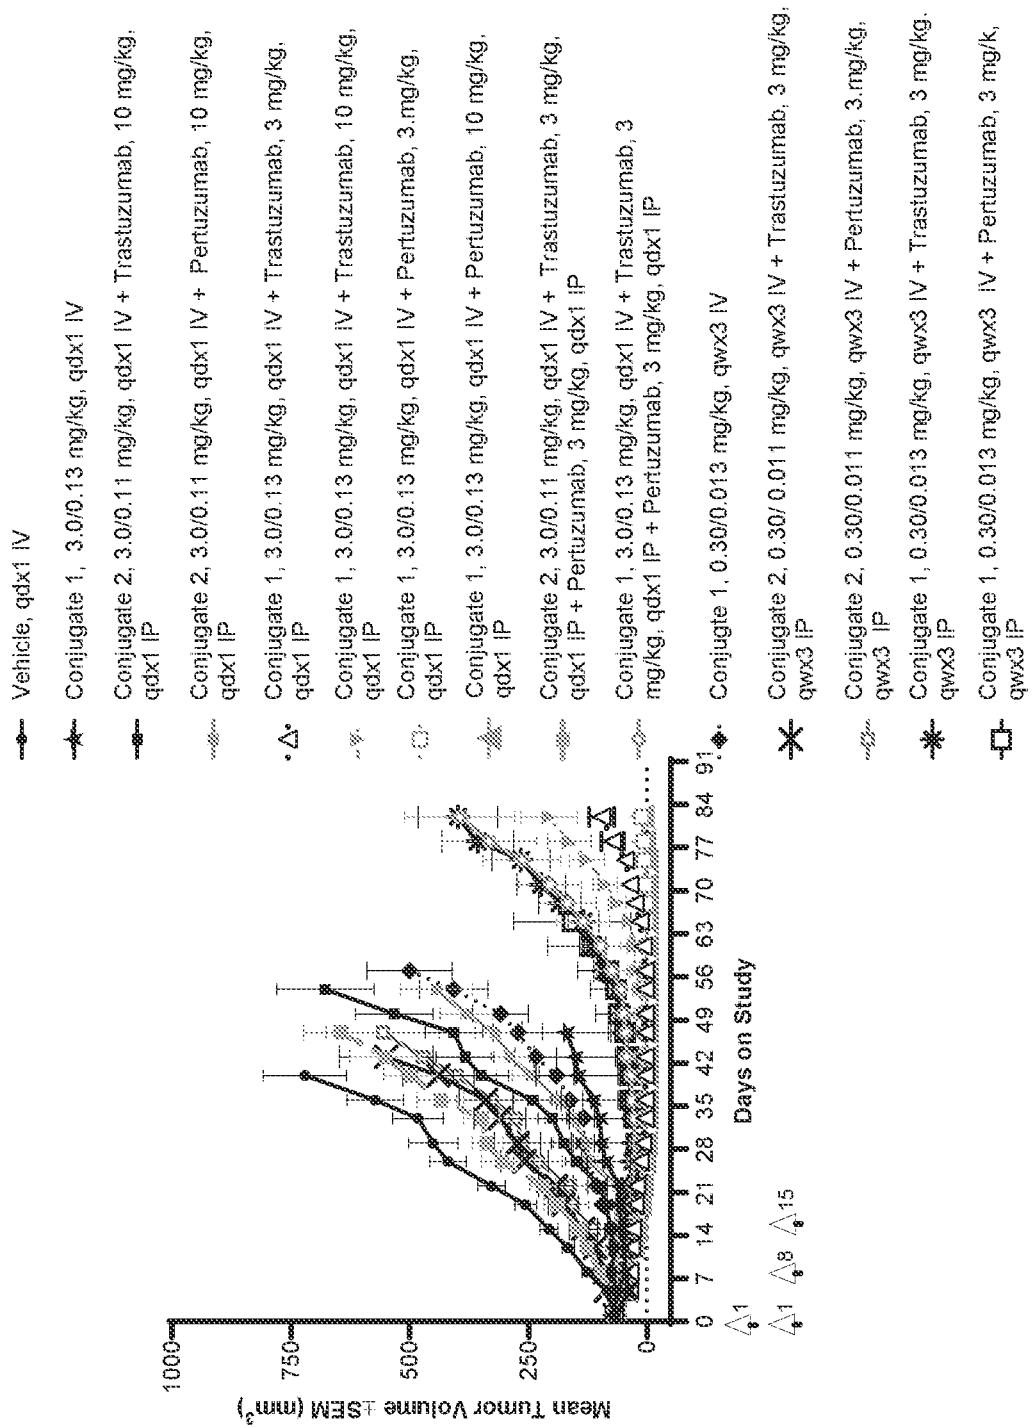 Mean Tumor Volume ±SEM (mm³)
1000
750
500
250
0
0 7 14 21 28 35 42 49 56 63 70 77 84 91
1
1 8 15
Days on Study
Vehicle, qdx1 IV
Conjugate 1, 3.0/0.13 mg/kg, qdx1 IV
Conjugate 2, 3.0/0.11 mg/kg, qdx1 IV + Trastuzumab, 10 mg/kg,
qdx1 IP
Conjugate 2, 3.0/0.11 mg/kg, qdx1 IV + Pertuzumab, 10 mg/kg,
qdx1 IP
Conjugate 1, 3.0/0.13 mg/kg, qdx1 IV + Trastuzumab, 3 mg/kg,
qdx1 IP
Conjugate 1, 3.0/0.13 mg/kg, qdx1 IV + Trastuzumab, 10 mg/kg,
qdx1 IP
Conjugate 1, 3.0/0.13 mg/kg, qdx1 IV + Pertuzumab, 3.mg/kg,
qdx1 IP
Conjugate 1, 3.0/0.13 mg/kg, qdx1 IV + Pertuzumab, 10 mg/kg,
qdx1 IP
Conjugate 2, 3.0/0.11 mg/kg, qdx1 IV + Trastuzumab, 3 mg/kg,
qdx1 IP + Pertuzumab, 3 mg/kg, qdx1 IP
Conjugate 1, 3.0/0.13 mg/kg, qdx1 IV + Trastuzumab, 3
mg/kg, qdx1 IP + Pertuzumab, 3 mg/kg, qdx1 IP
Conjugte 1, 0.30/0.013 mg/kg, qwx3 IV
Conjugate 2, 0.30/ 0.011 mg/kg, qwx3 IV + Trastuzumab, 3 mg/kg,
qwx3 IP
Conjugate 2, 0.30/0.011 mg/kg, qwx3 IV + Pertuzumab, 3.mg/kg,
qwx3 IP
Conjugate 1, 0.30/0.013 mg/kg, qwx3 IV + Trastuzumab, 3 mg/kg.
qwx3 IP
Conjugate 1, 0.30/0.013 mg/kg, qwx3 IV + Pertuzumab, 3 mg/k,
qwx3 IP